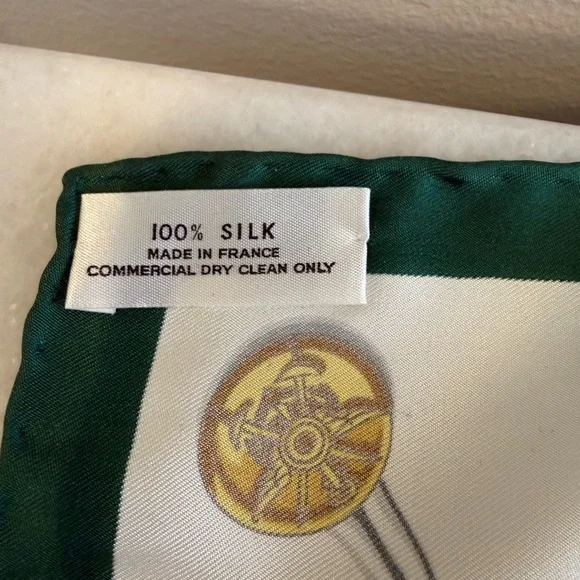 100% SILK
MADE IN FRANCE
COMMERCIAL DRY CLEAN ONLY